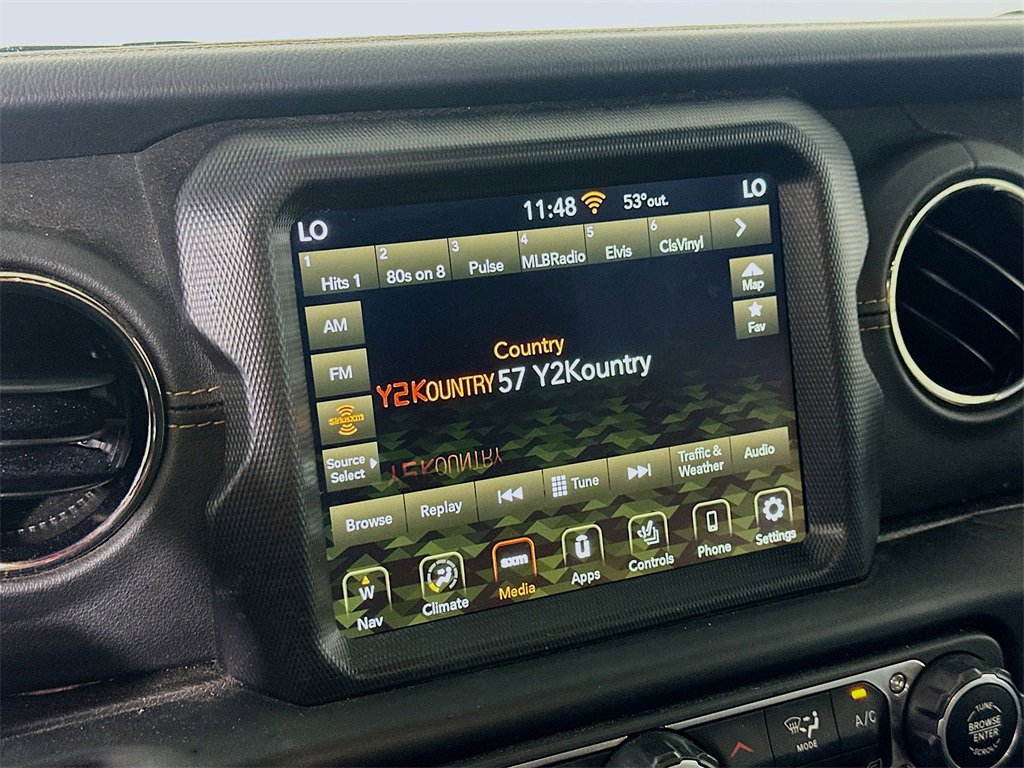 LO 11:48 53°out. LO
1 Hits 1 2 80s on 8 3 Pulse 4 MLBRadio 5 Elvis 6 ClsVinyl
AM
Map
FM
Fav
Country
Y2KOUNTRY 57 Y2Kountry
siriusxm
Source Select
Y2KOUNTRY
Browse Replay Tune Traffic & Weather Audio
W Nav
Climate
sxm Media
U Apps
Controls
Phone
Settings
MODE
A/C
TUNE
BROWSE
ENTER
SCROLL